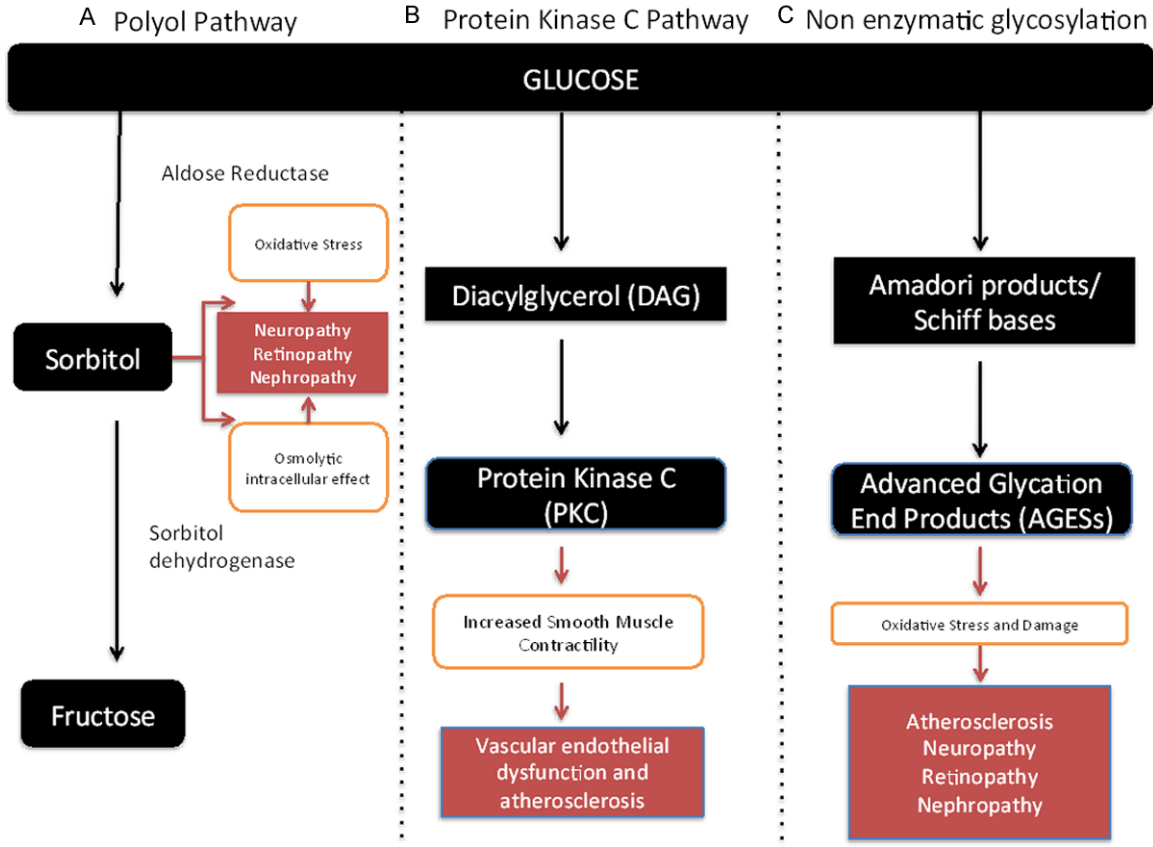 A Polyol Pathway
B Protein Kinase C Pathway
C Non enzymatic glycosylation
GLUCOSE
Aldose Reductase
Oxidative Stress
Neuropathy
Retinopathy
Nephropathy
Sorbitol
Osmolytic
intracellular effect
Sorbitol
dehydrogenase
Fructose
Diacylglycerol (DAG)
Protein Kinase C
(PKC)
Increased Smooth Muscle
Contractility
Vascular endothelial
dysfunction and
atherosclerosis
Amadori products/
Schiff bases
Advanced Glycation
End Products (AGESs)
Oxidative Stress and Damage
Atherosclerosis
Neuropathy
Retinopathy
Nephropathy